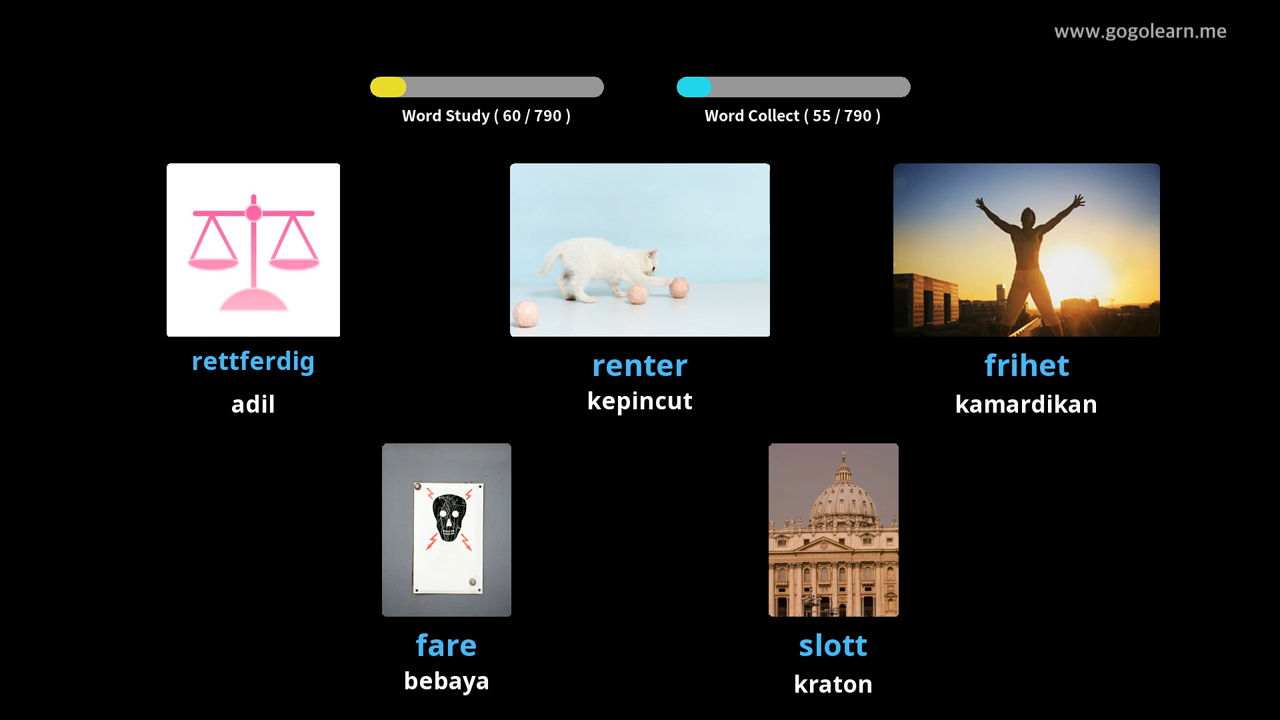 www.gogolearn.me
Word Study ( 60 / 790 )
Word Collect ( 55 / 790 )
rettferdig
adil
renter
kepincut
frihet
kamardikan
fare
bebaya
slott
kraton